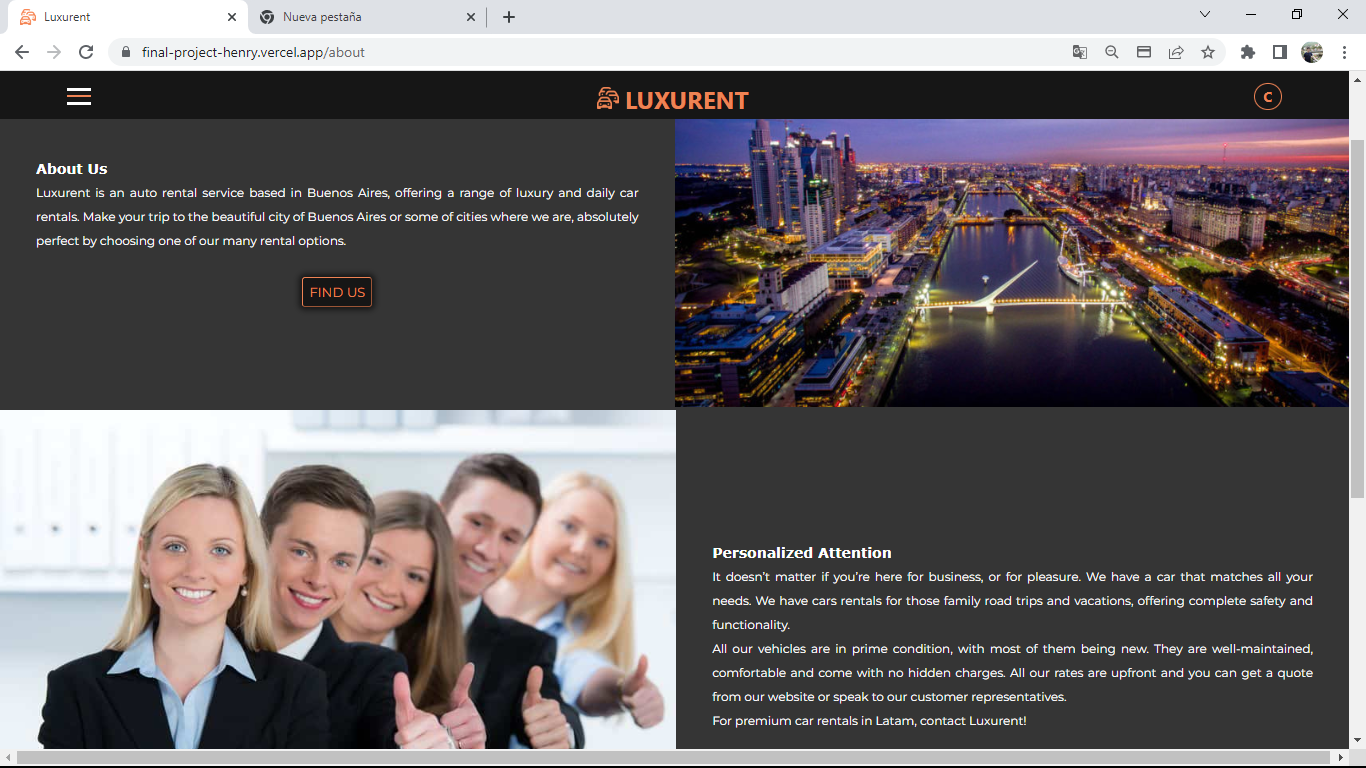 Luxurent
Nueva pestaña
final-project-henry.vercel.app/about
LUXURENT
C
About Us
Luxurent is an auto rental service based in Buenos Aires, offering a range of luxury and daily car
rentals. Make your trip to the beautiful city of Buenos Aires or some of cities where we are, absolutely
perfect by choosing one of our many rental options.
FIND US
Personalized Attention
It doesn’t matter if you’re here for business, or for pleasure. We have a car that matches all your
needs. We have cars rentals for those family road trips and vacations, offering complete safety and
functionality.
All our vehicles are in prime condition, with most of them being new. They are well-maintained,
comfortable and come with no hidden charges. All our rates are upfront and you can get a quote
from our website or speak to our customer representatives.
For premium car rentals in Latam, contact Luxurent!